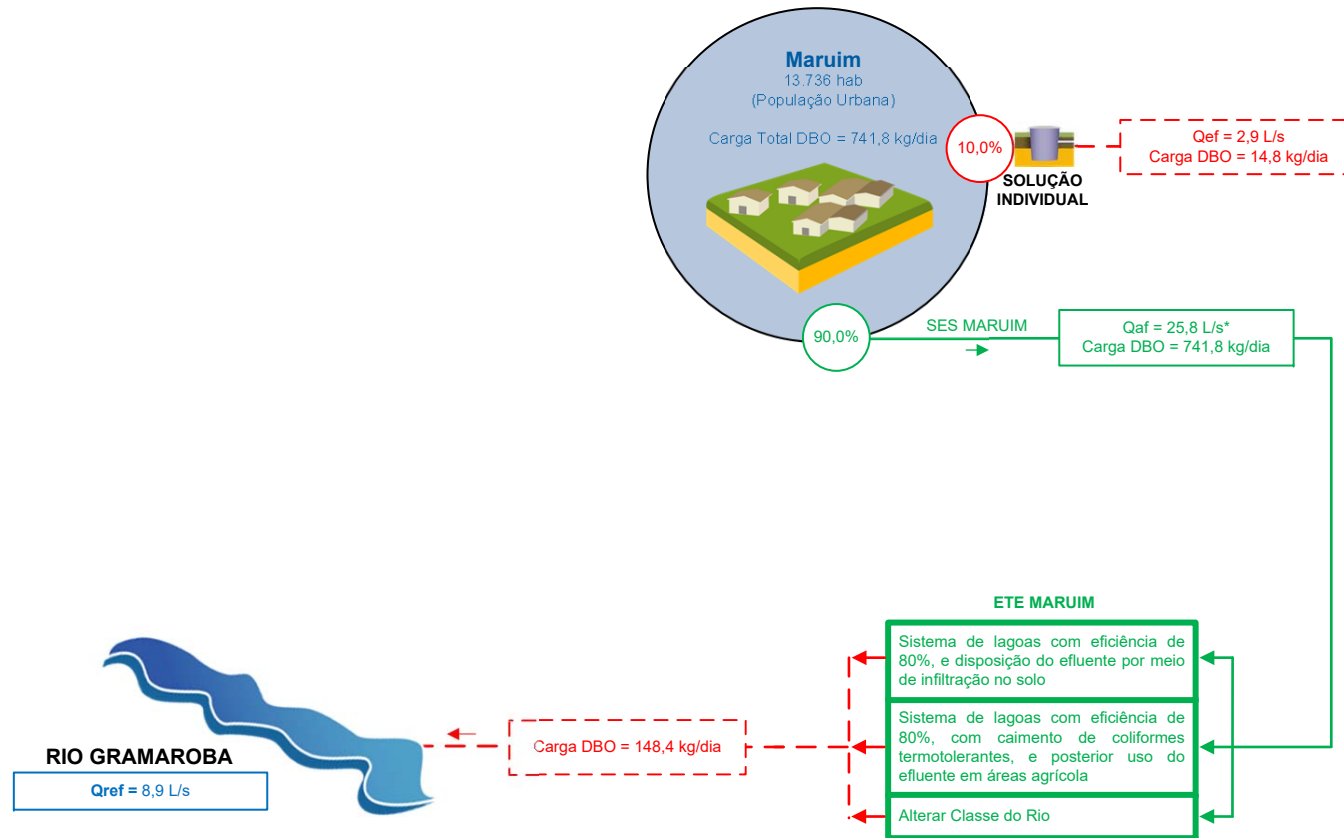 Maruim
13.736 hab
(População Urbana)
Carga Total DBO = 741,8 kg/dia
10,0%
SOLUÇÃO
INDIVIDUAL
Qef = 2,9 L/s
Carga DBO = 14,8 kg/dia
90,0%
SES MARUIM
Qaf = 25,8 L/s*
Carga DBO = 741,8 kg/dia
ETE MARUIM
Sistema de lagoas com eficiência de
80%, e disposição do efluente por meio
de infiltração no solo
Sistema de lagoas com eficiência de
80%, com caimento de coliformes
termotolerantes, e posterior uso do
efluente em áreas agrícola
Alterar Classe do Rio
Carga DBO = 148,4 kg/dia
RIO GRAMAROBA
Qref = 8,9 L/s